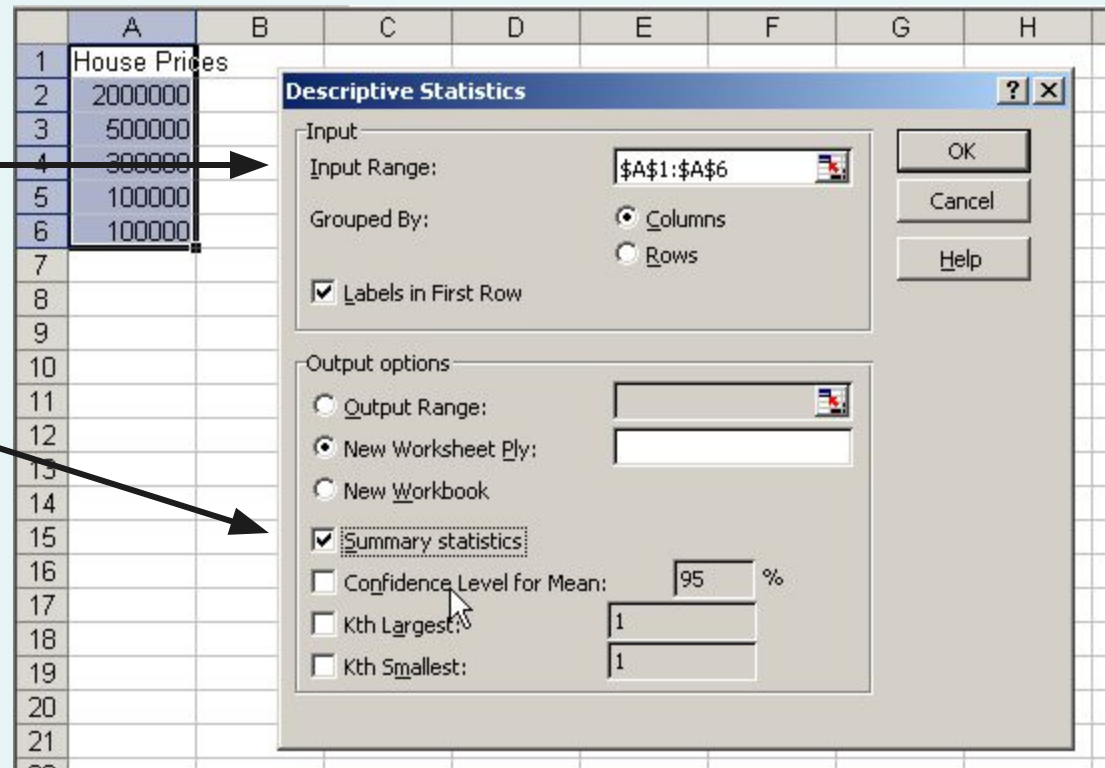 A B C D E F G H
1 House Prices
2 2000000
3 500000
4 300000
5 100000
6 100000
7
8
9
10
11
12
13
14
15
16
17
18
19
20
21
Descriptive Statistics ? X
Input
Input Range: $A$1:$A$6
Grouped By: Columns
Rows
Labels in First Row
OK
Cancel
Help
Output options
Output Range:
New Worksheet Ply:
New Workbook
Summary statistics
Confidence Level for Mean: 95 %
Kth Largest: 1
Kth Smallest: 1